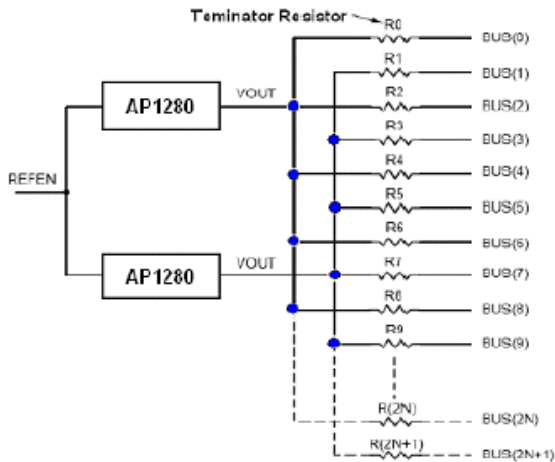 Teminator Resistor
R0 BUS(0)
R1 BUS(1)
VOUT R2 BUS(2)
AP1280
R3 BUS(3)
R4 BUS(4)
REFEN
R5 BUS(5)
R6 BUS(6)
VOUT R7 BUS(7)
AP1280
R8 BUS(8)
R9 BUS(9)
R(2N) BUS(2N)
R(2N+1) BUS(2N+1)